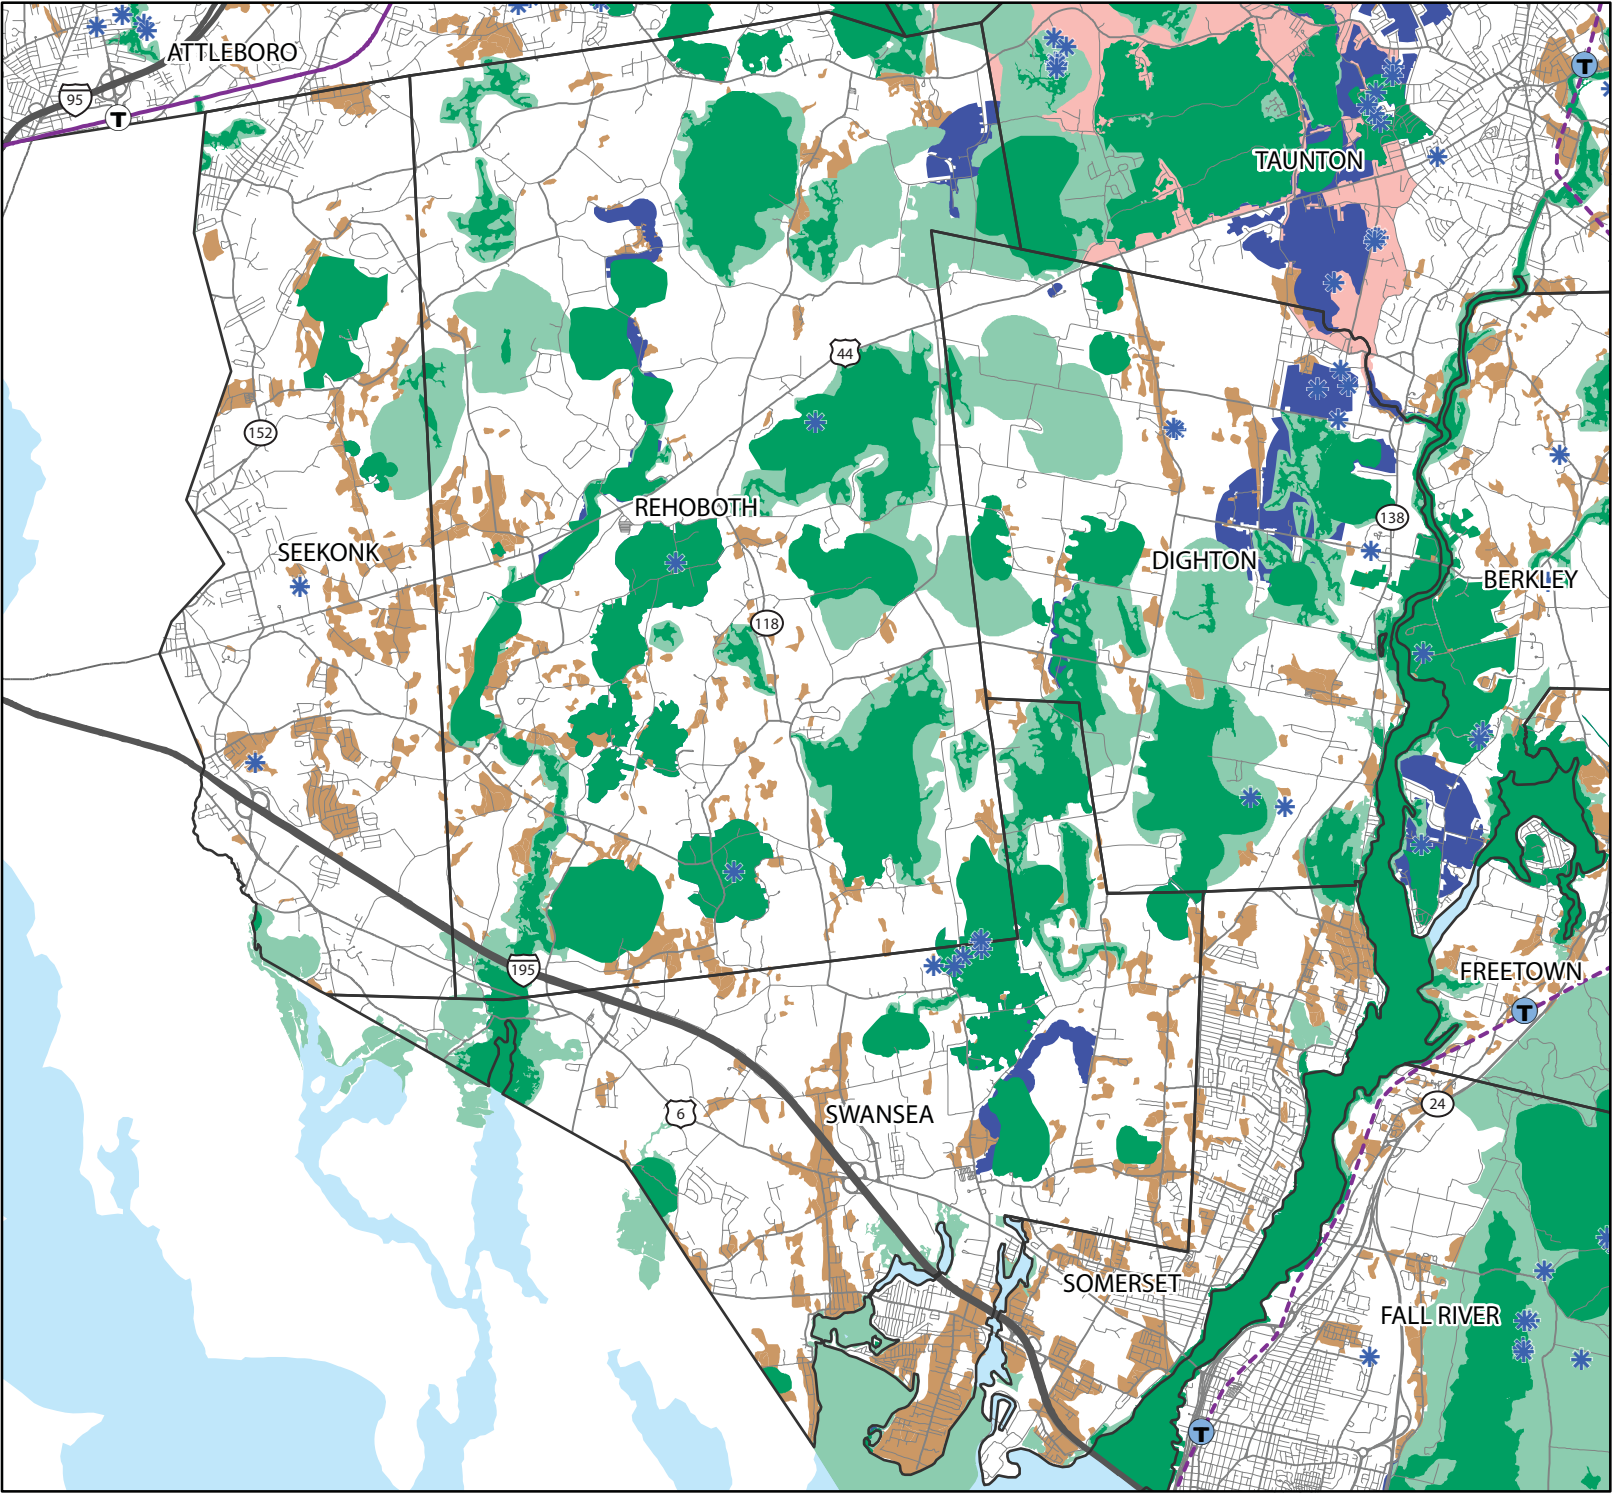 ATTLEBORO
95
T
T
TAUNTON
44
152
REHOBOTH
138
SEEKONK
DIGHTON
BERKLEY
118
195
FREETOWN
T
24
6
SWANSEA
SOMERSET
FALL RIVER
T